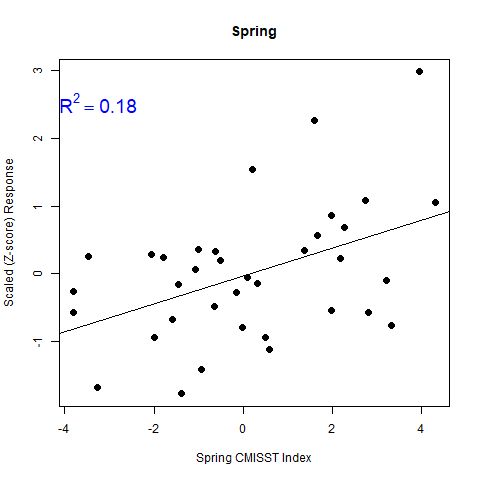 Spring
R² = 0.18
Scaled (Z-score) Response
3
2
1
0
-1
-4 -2 0 2 4
Spring CMISST Index